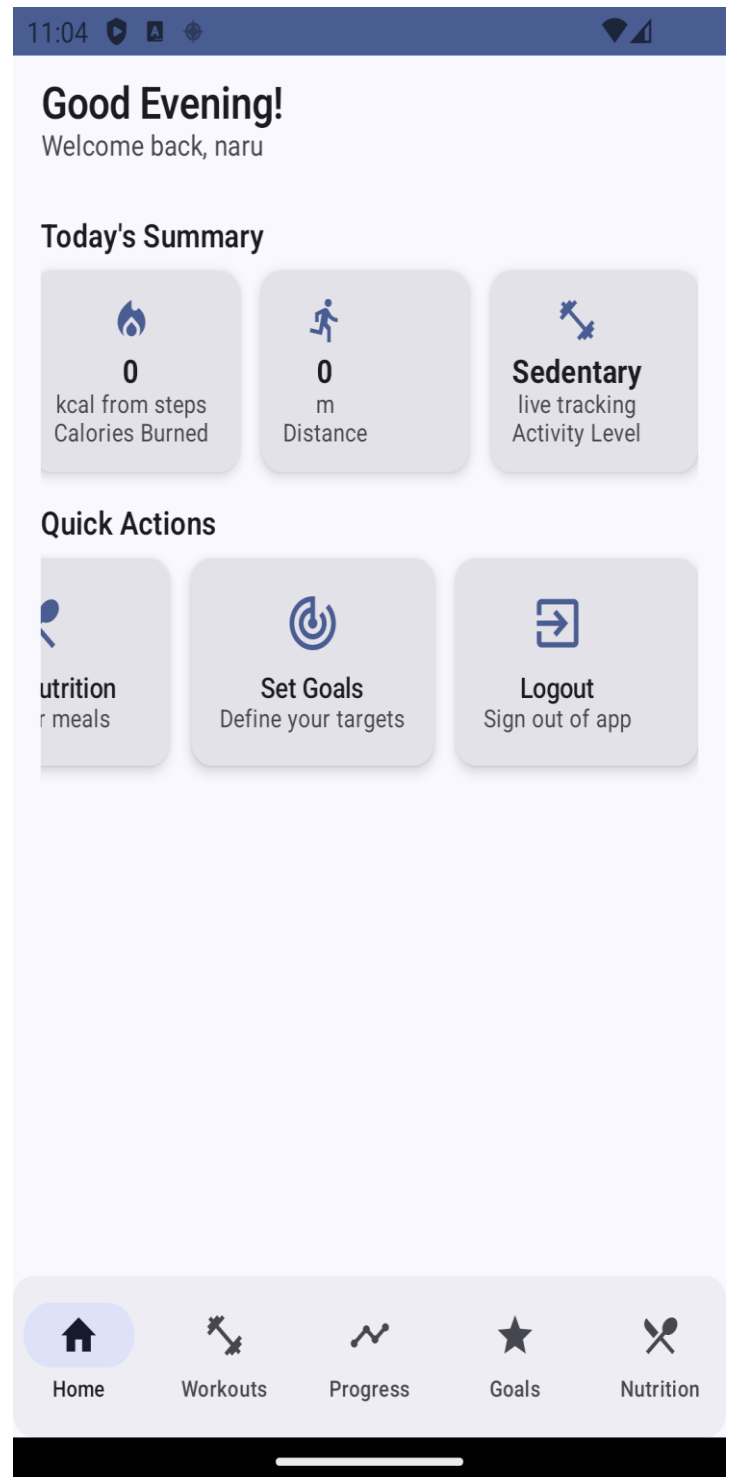 11:04
Good Evening!
Welcome back, naru
Today's Summary
0
kcal from steps
Calories Burned
0
m
Distance
Sedentary
live tracking
Activity Level
Quick Actions
utrition
r meals
Set Goals
Define your targets
Logout
Sign out of app
Home
Workouts
Progress
Goals
Nutrition